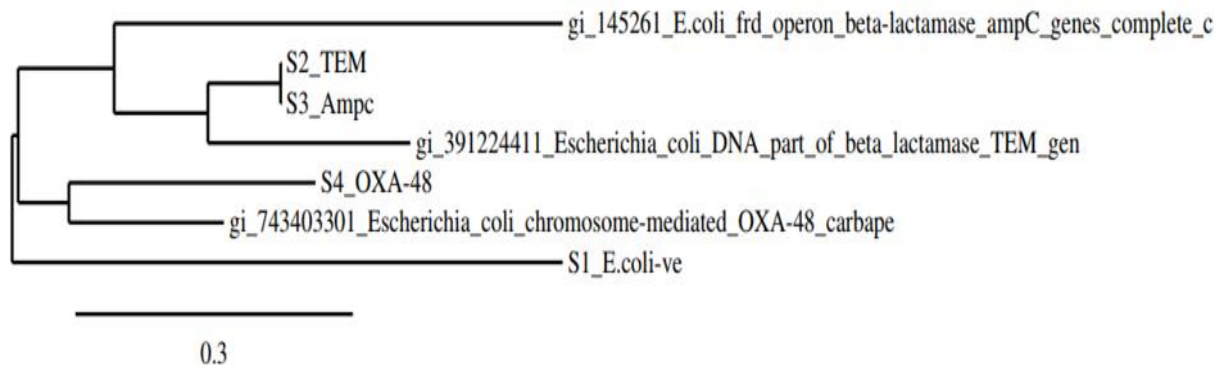 gi_145261_E.coli_frd_operon_beta-lactamase_ampC_genes_complete_c
S2_TEM
S3_Ampc
gi_391224411_Escherichia_coli_DNA_part_of_beta_lactamase_TEM_gen
S4_OXA-48
gi_743403301_Escherichia_coli_chromosome-mediated_OXA-48_carbape
S1_E.coli-ve
0.3